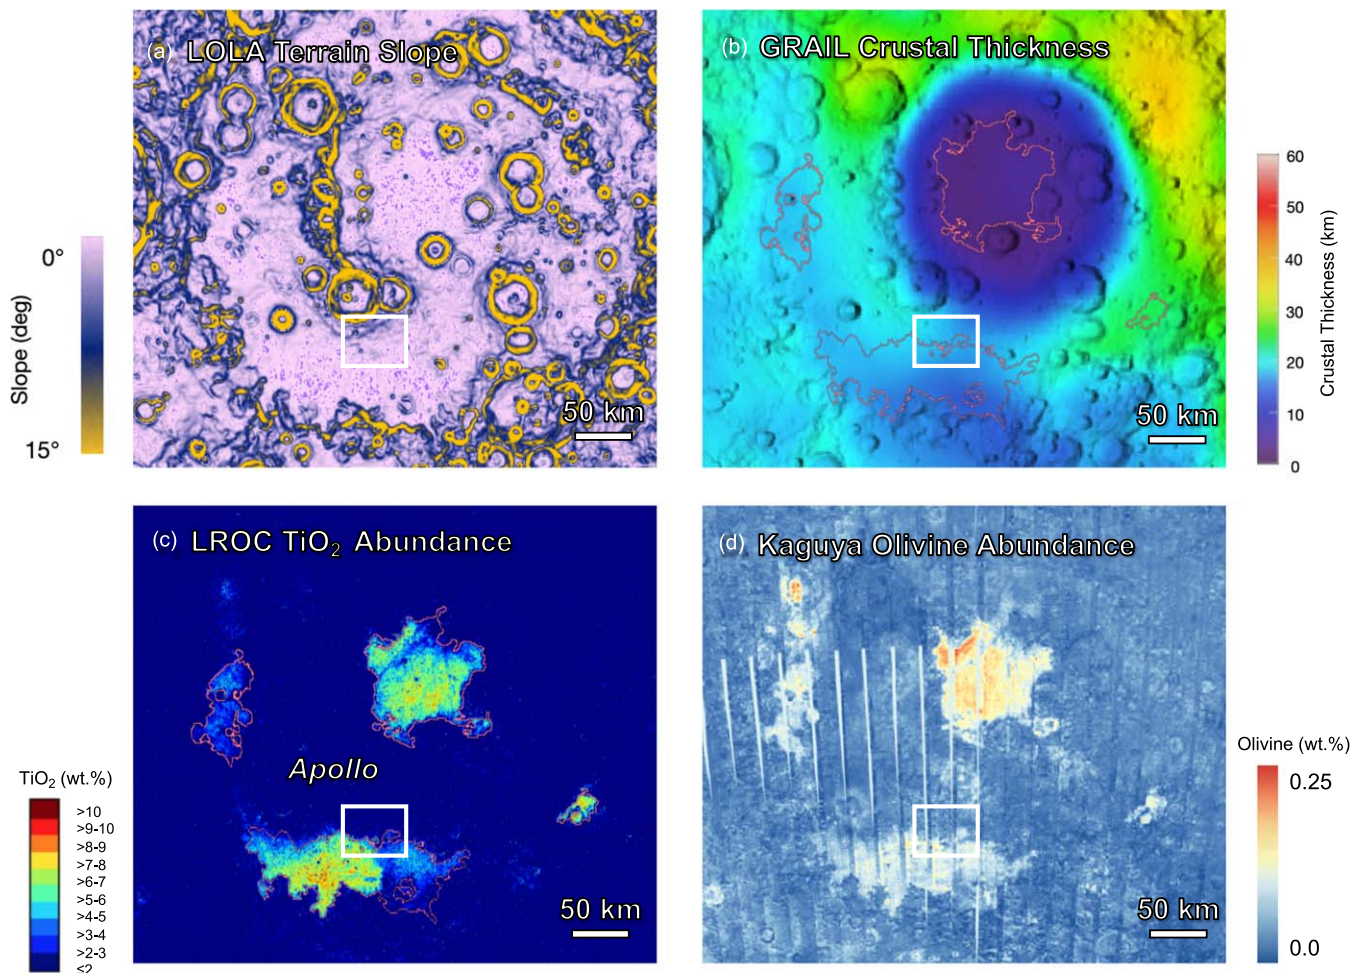 (a) LOLA Terrain Slope
0°
Slope (deg)
15°
50 km
(b) GRAIL Crustal Thickness
50 km
60
50
40
30
20
10
0
Crustal Thickness (km)
(c) LROC TiO2 Abundance
Apollo
50 km
TiO2 (wt.%)
>10
>9-10
>8-9
>7-8
>6-7
>5-6
>4-5
>3-4
>2-3
≤2
(d) Kaguya Olivine Abundance
50 km
Olivine (wt.%)
0.25
0.0